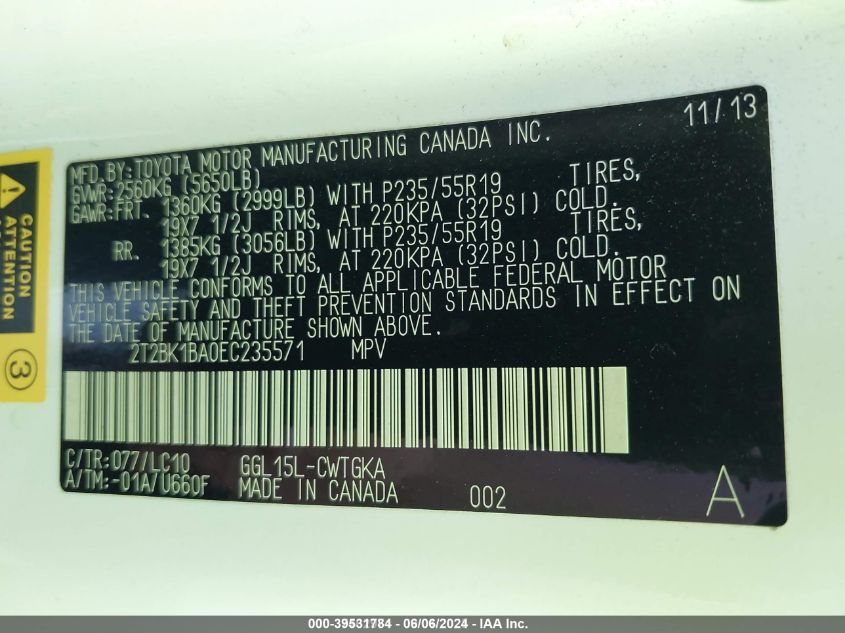 11/13
MFD.BY:TOYOTA MOTOR MANUFACTURING CANADA INC.
GVWR:2560KG (5650LB)
GAWR:FRT. 1360KG (2999LB) WITH P235/55R19 TIRES,
19X7 1/2J RIMS, AT 220KPA (32PSI) COLD.
RR. 1385KG (3056LB) WITH P235/55R19 TIRES,
19X7 1/2J RIMS, AT 220KPA (32PSI) COLD.
THIS VEHICLE CONFORMS TO ALL APPLICABLE FEDERAL MOTOR
VEHICLE SAFETY AND THEFT PREVENTION STANDARDS IN EFFECT ON
THE DATE OF MANUFACTURE SHOWN ABOVE.
2T2BK1BA0EC235571 MPV
C/TR:077/LC10 GGL15L-CWTGKA
A/TM:-01A/U660F MADE IN CANADA 002 A
CAUTION
ATTENTION
3
000-39531784 - 06/06/2024 - IAA Inc.